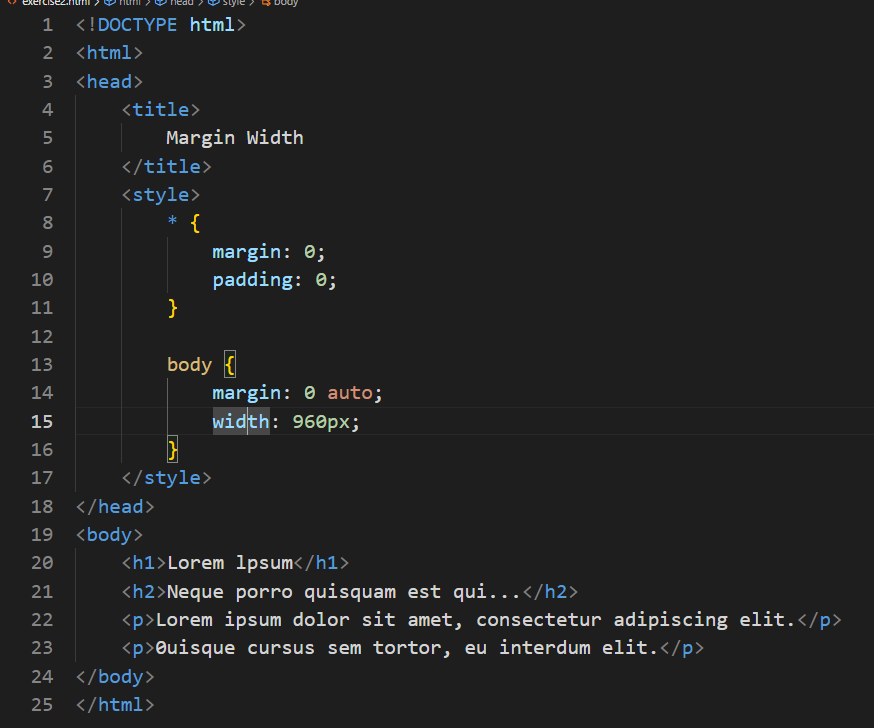 exercise2.html > html > head > style > body
1 <!DOCTYPE html>
2 <html>
3 <head>
4 <title>
5 Margin Width
6 </title>
7 <style>
8 * {
9 margin: 0;
10 padding: 0;
11 }
12
13 body {
14 margin: 0 auto;
15 width: 960px;
16 }
17 </style>
18 </head>
19 <body>
20 <h1>Lorem lpsum</h1>
21 <h2>Neque porro quisquam est qui...</h2>
22 <p>Lorem ipsum dolor sit amet, consectetur adipiscing elit.</p>
23 <p>0uisque cursus sem tortor, eu interdum elit.</p>
24 </body>
25 </html>